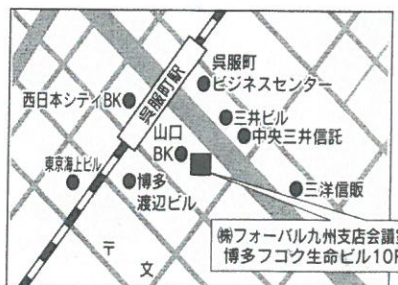 呉服町
ビジネスセンター
西日本シティBK
呉服町駅
三井ビル
中央三井信託
山口
BK
東京海上ビル
博多
渡辺ビル
三洋信販
〒
文
㈱フォーバル九州支店会議室
博多フコク生命ビル10F